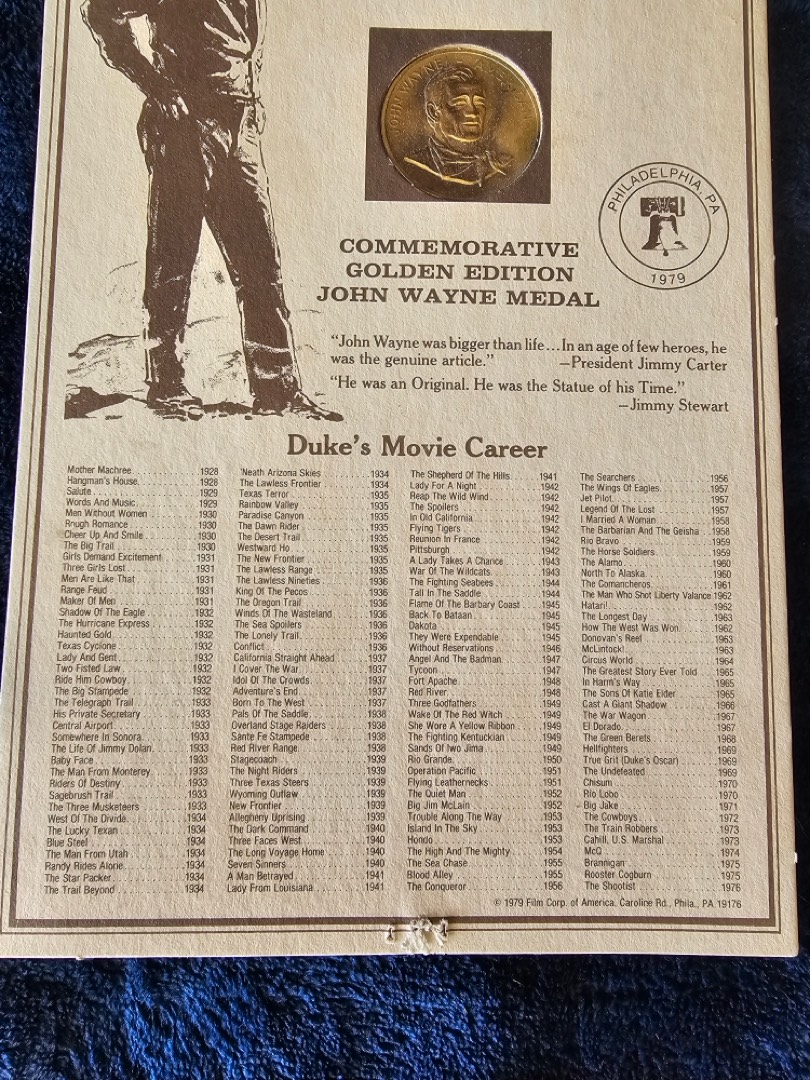 JOHN WAYNE
PHILADELPHIA, PA
1979
COMMEMORATIVE
GOLDEN EDITION
JOHN WAYNE MEDAL
“John Wayne was bigger than life...In an age of few heroes, he
was the genuine article.” —President Jimmy Carter
“He was an Original. He was the Statue of his Time.”
—Jimmy Stewart
Duke's Movie Career
Mother Machree 1928
Hangman's House 1928
Salute 1929
Words And Music 1929
Men Without Women 1930
Rough Romance 1930
Cheer Up And Smile 1930
The Big Trail 1930
Girls Demand Excitement 1931
Three Girls Lost 1931
Men Are Like That 1931
Range Feud 1931
Maker Of Men 1931
Shadow Of The Eagle 1932
The Hurricane Express 1932
Haunted Gold 1932
Texas Cyclone 1932
Lady And Gent 1932
Two Fisted Law 1932
Ride Him Cowboy 1932
The Big Stampede 1932
The Telegraph Trail 1933
His Private Secretary 1933
Central Airport 1933
Somewhere In Sonora 1933
The Life Of Jimmy Dolan 1933
Baby Face 1933
The Man From Monterey 1933
Riders Of Destiny 1933
Sagebrush Trail 1933
The Three Musketeers 1933
West Of The Divide 1934
The Lucky Texan 1934
Blue Steel 1934
The Man From Utah 1934
Randy Rides Alone 1934
The Star Packer 1934
The Trail Beyond 1934
'Neath Arizona Skies 1934
The Lawless Frontier 1934
Texas Terror 1935
Rainbow Valley 1935
Paradise Canyon 1935
The Dawn Rider 1935
The Desert Trail 1935
Westward Ho 1935
The New Frontier 1935
The Lawless Range 1935
The Lawless Nineties 1936
King Of The Pecos 1936
The Oregon Trail 1936
Winds Of The Wasteland 1936
The Sea Spoilers 1936
The Lonely Trail 1936
Conflict 1936
California Straight Ahead 1937
I Cover The War 1937
Idol Of The Crowds 1937
Adventure's End 1937
Born To The West 1937
Pals Of The Saddle 1938
Overland Stage Raiders 1938
Sante Fe Stampede 1938
Red River Range 1938
Stagecoach 1939
The Night Riders 1939
Three Texas Steers 1939
Wyoming Outlaw 1939
New Frontier 1939
Allegheny Uprising 1939
The Dark Command 1940
Three Faces West 1940
The Long Voyage Home 1940
Seven Sinners 1940
A Man Betrayed 1941
Lady From Louisiana 1941
The Shepherd Of The Hills 1941
Lady For A Night 1942
Reap The Wild Wind 1942
The Spoilers 1942
In Old California 1942
Flying Tigers 1942
Reunion In France 1942
Pittsburgh 1942
A Lady Takes A Chance 1943
War Of The Wildcats 1943
The Fighting Seabees 1944
Tall In The Saddle 1944
Flame Of The Barbary Coast 1945
Back To Bataan 1945
Dakota 1945
They Were Expendable 1945
Without Reservations 1946
Angel And The Badman 1947
Tycoon 1947
Fort Apache 1948
Red River 1948
Three Godfathers 1949
Wake Of The Red Witch 1949
She Wore A Yellow Ribbon 1949
The Fighting Kentuckian 1949
Sands Of Iwo Jima 1949
Rio Grande 1950
Operation Pacific 1951
Flying Leathernecks 1951
The Quiet Man 1952
Big Jim McLain 1952
Trouble Along The Way 1953
Island In The Sky 1953
Hondo 1953
The High And The Mighty 1954
The Sea Chase 1955
Blood Alley 1955
The Conqueror 1956
The Searchers 1956
The Wings Of Eagles 1957
Jet Pilot 1957
Legend Of The Lost 1957
I Married A Woman 1958
The Barbarian And The Geisha 1958
Rio Bravo 1959
The Horse Soldiers 1959
The Alamo 1960
North To Alaska 1960
The Comancheros 1961
The Man Who Shot Liberty Valance 1962
Hatari! 1962
The Longest Day 1963
How The West Was Won 1962
Donovan's Reef 1963
McLintock! 1963
Circus World 1964
The Greatest Story Ever Told 1965
In Harm's Way 1965
The Sons Of Katie Elder 1965
Cast A Giant Shadow 1966
The War Wagon 1967
El Dorado 1967
The Green Berets 1968
Hellfighters 1969
True Grit (Duke's Oscar) 1969
The Undefeated 1969
Chisum 1970
Rio Lobo 1970
Big Jake 1971
The Cowboys 1972
The Train Robbers 1973
Cahill, U.S. Marshal 1973
McQ 1974
Brannigan 1975
Rooster Cogburn 1975
The Shootist 1976
© 1979 Film Corp. of America, Caroline Rd., Phila., PA 19176